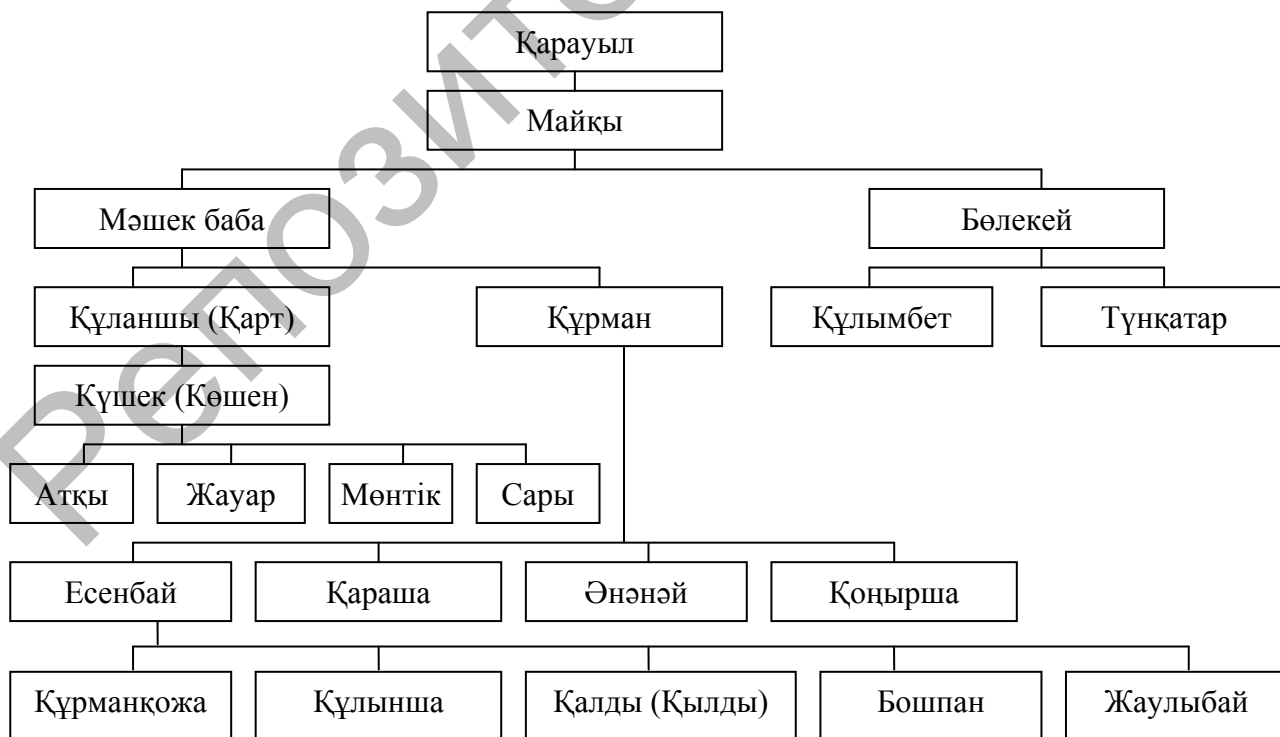 Қарауыл
Майқы
Мәшек баба
Бөлекей
Құланшы (Қарт)
Құрман
Құлымбет
Түнқатар
Күшек (Көшен)
Атқы
Жауар
Мөнтік
Сары
Есенбай
Қараша
Әнәнәй
Қоңырша
Құрманқожа
Құлынша
Қалды (Қылды)
Бошпан
Жаулыбай